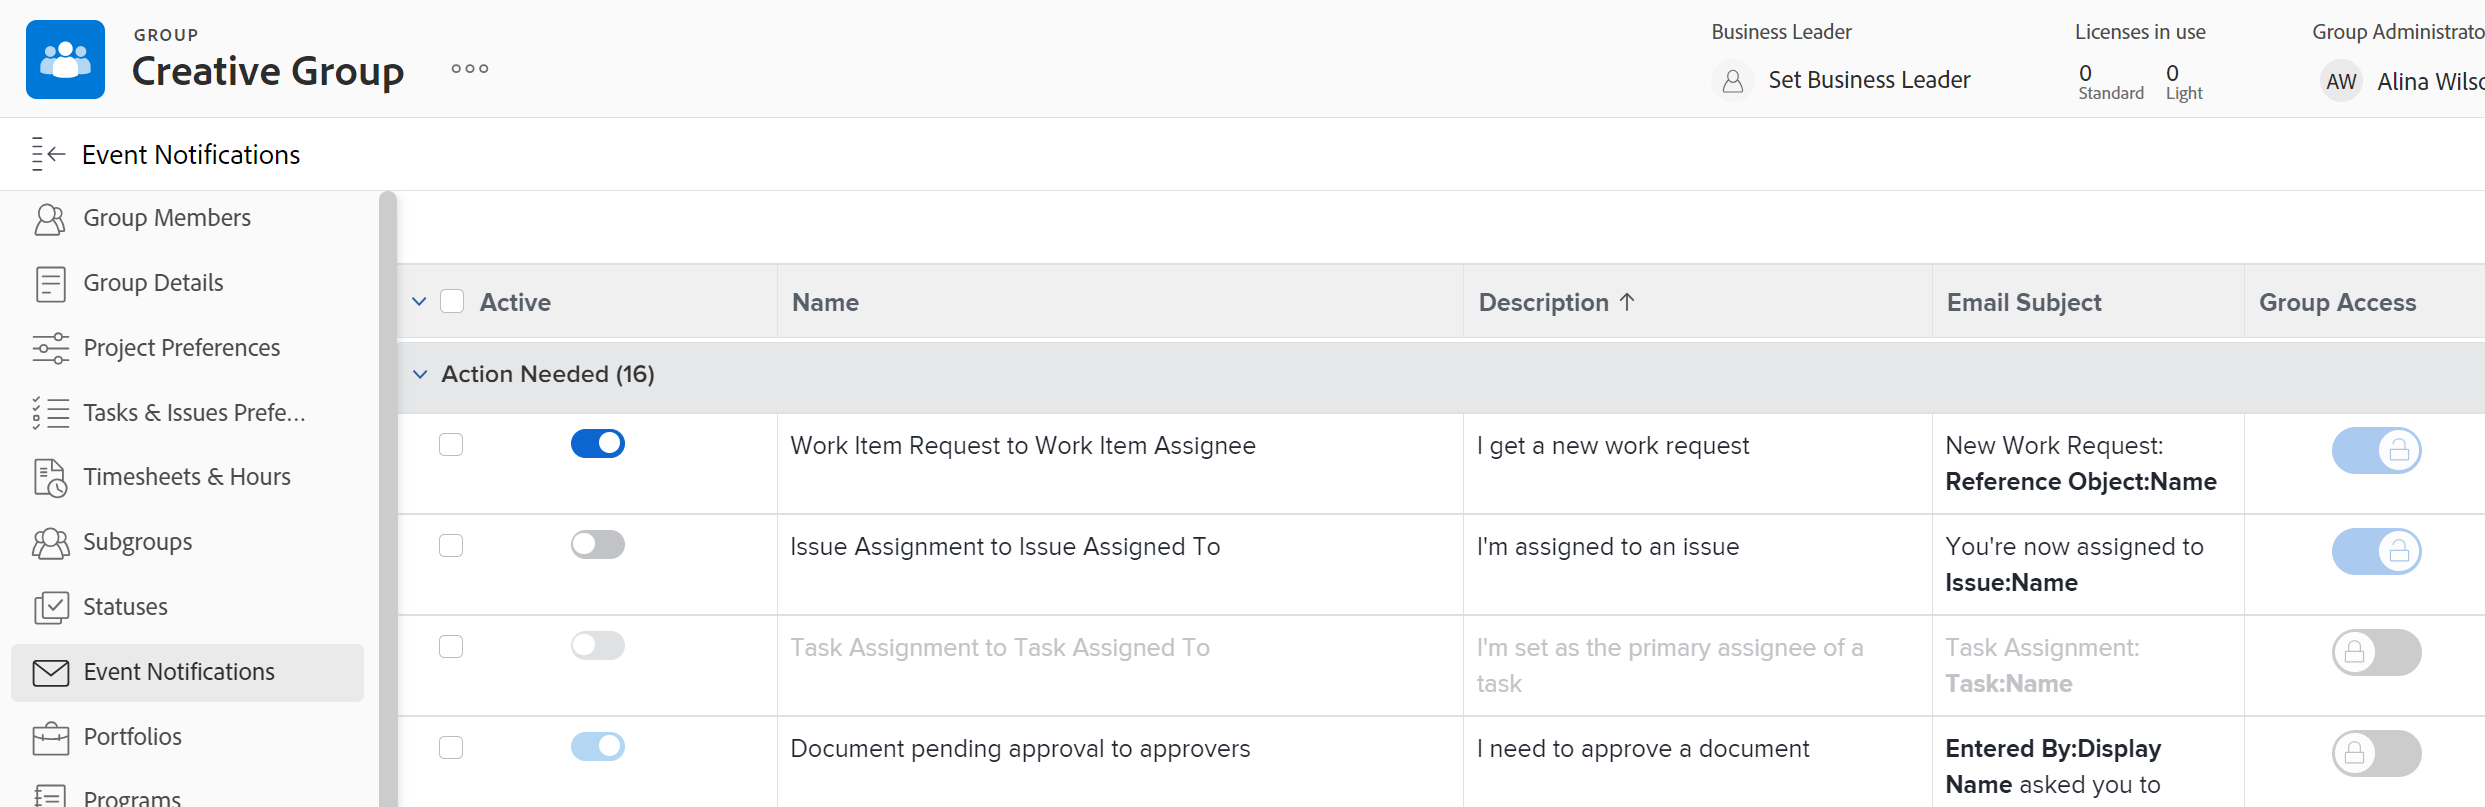 GROUP
Creative Group
Business Leader
Set Business Leader
Licenses in use
0 0
Standard Light
Group Administrato
AW Alina Wilsc
Event Notifications
Group Members
Group Details
Project Preferences
Tasks & Issues Prefe...
Timesheets & Hours
Subgroups
Statuses
Event Notifications
Portfolios
Programs
Active Name Description ↑ Email Subject Group Access
Action Needed (16)
Work Item Request to Work Item Assignee
I get a new work request
New Work Request:
Reference Object:Name
Issue Assignment to Issue Assigned To
I'm assigned to an issue
You're now assigned to
Issue:Name
Task Assignment to Task Assigned To
I'm set as the primary assignee of a
task
Task Assignment:
Task:Name
Document pending approval to approvers
I need to approve a document
Entered By:Display
Name asked you to